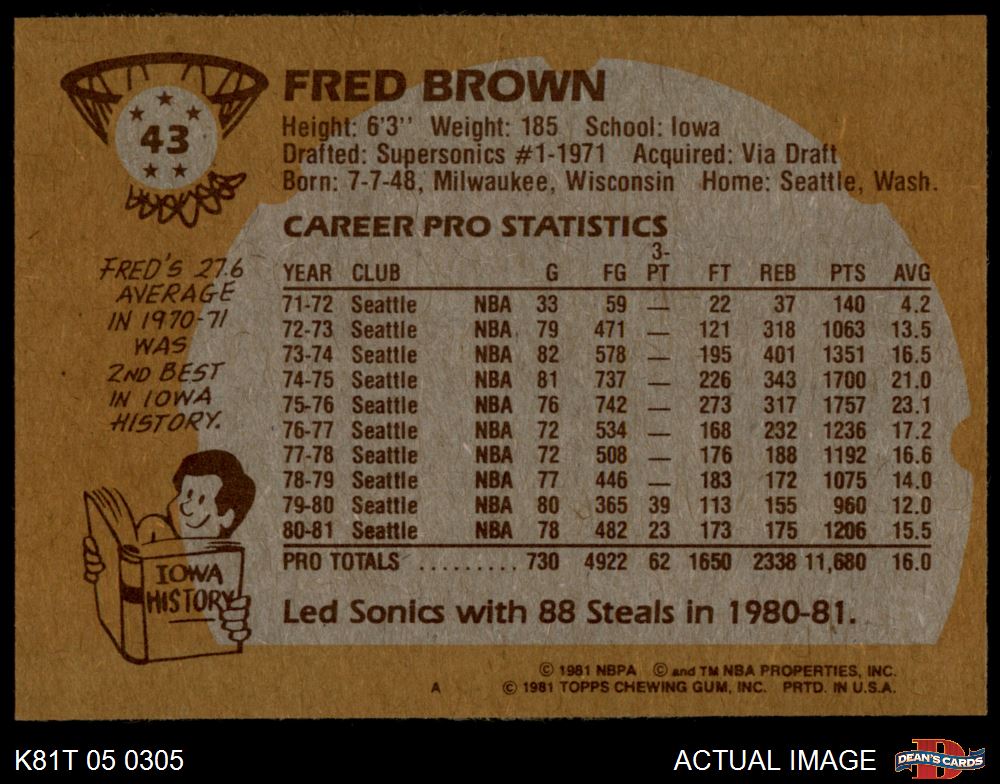 43
FRED BROWN
Height: 6'3'' Weight: 185 School: Iowa
Drafted: Supersonics #1-1971 Acquired: Via Draft
Born: 7-7-48, Milwaukee, Wisconsin Home: Seattle, Wash.
FRED'S 27.6
AVERAGE
IN 1970-71
WAS
2ND BEST
IN IOWA
HISTORY.
IOWA
HISTORY
CAREER PRO STATISTICS
YEAR CLUB G FG 3-PT FT REB PTS AVG
71-72 Seattle NBA 33 59 — 22 37 140 4.2
72-73 Seattle NBA 79 471 — 121 318 1063 13.5
73-74 Seattle NBA 82 578 — 195 401 1351 16.5
74-75 Seattle NBA 81 737 — 226 343 1700 21.0
75-76 Seattle NBA 76 742 — 273 317 1757 23.1
76-77 Seattle NBA 72 534 — 168 232 1236 17.2
77-78 Seattle NBA 72 508 — 176 188 1192 16.6
78-79 Seattle NBA 77 446 — 183 172 1075 14.0
79-80 Seattle NBA 80 365 39 113 155 960 12.0
80-81 Seattle NBA 78 482 23 173 175 1206 15.5
PRO TOTALS ......... 730 4922 62 1650 2338 11,680 16.0
Led Sonics with 88 Steals in 1980-81.
© 1981 NBPA © and TM NBA PROPERTIES, INC.
A © 1981 TOPPS CHEWING GUM, INC. PRTD. IN U.S.A.
K81T 05 0305 ACTUAL IMAGE DEAN'S CARDS